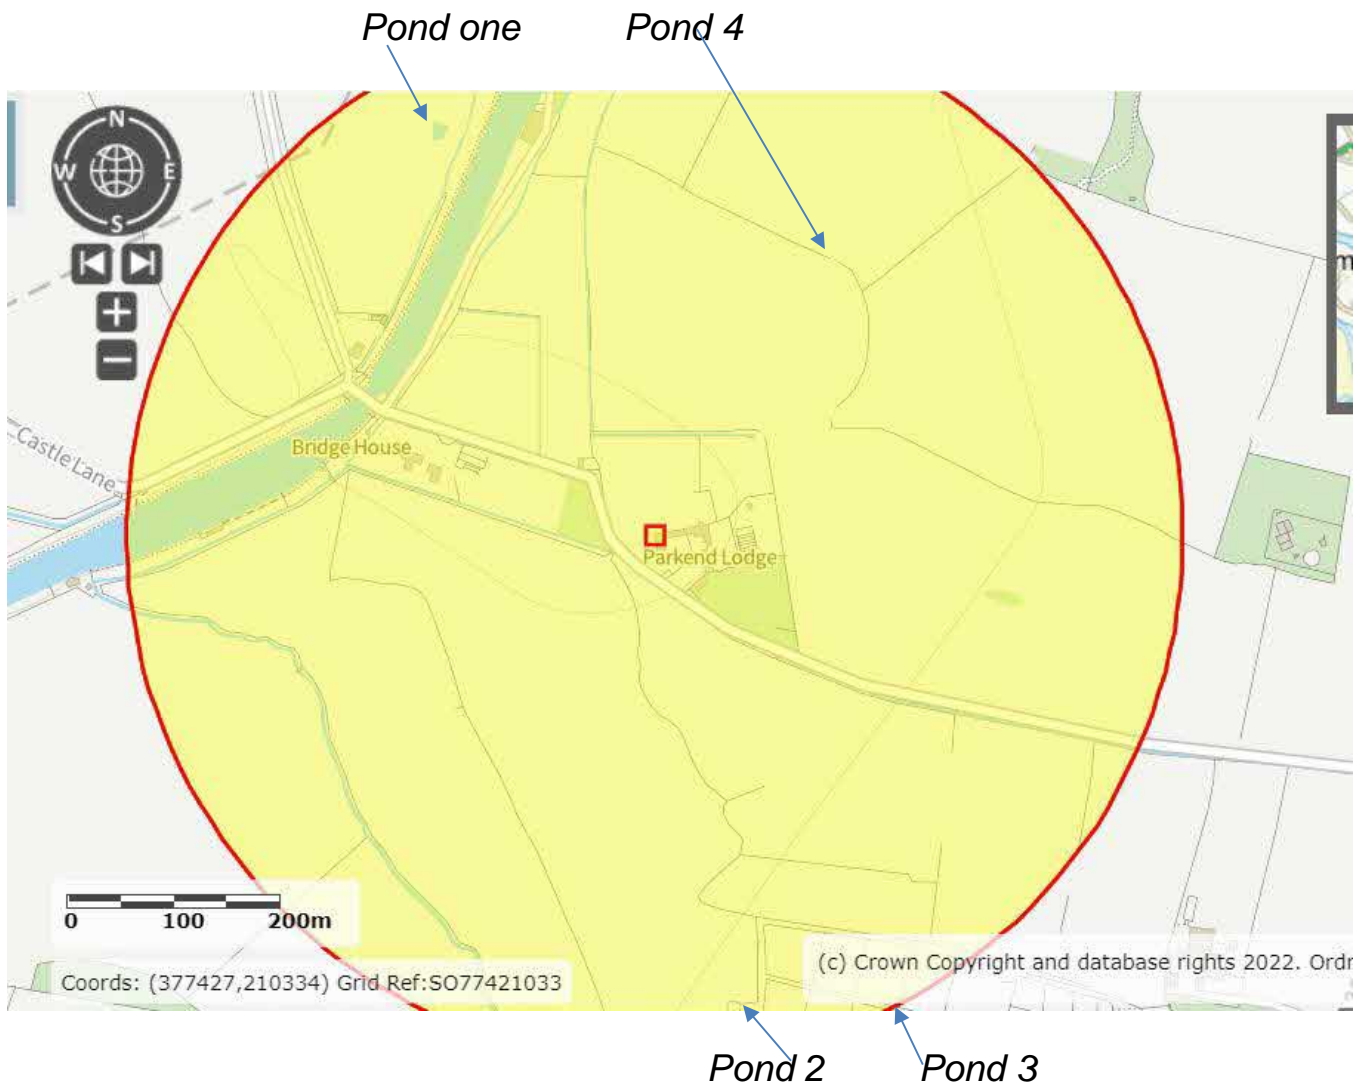 Pond one
Pond 4
N
W
E
S
m
Castle Lane
Bridge House
Parkend Lodge
0 100 200m
Coords: (377427,210334) Grid Ref:SO77421033
(c) Crown Copyright and database rights 2022. Ordn
Pond 2
Pond 3